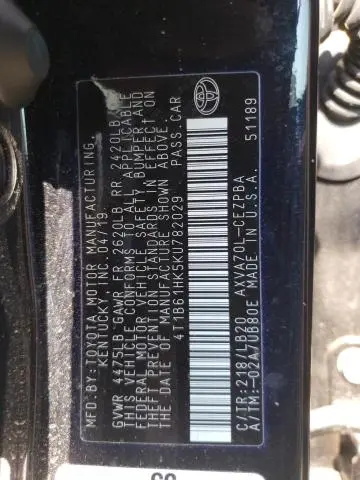 MFD.BY:TOYOTA MOTOR MANUFACTURING,
KENTUCKY, INC. 04/19
GVWR 4475LB GAWR FR 2620LB RR 2420LB
THIS VEHICLE CONFORMS TO ALL APPLICABLE
FEDERAL MOTOR VEHICLE SAFETY, BUMPER AND
THEFT PREVENTION STANDARDS IN EFFECT ON
THE DATE OF MANUFACTURE SHOWN ABOVE.
4T1B61HK5KU782029 PASS.CAR
C/TR:218/LB20 AXVA70L-CEZPBA
A/TM:-02A/UB80E MADE IN U.S.A. 51189